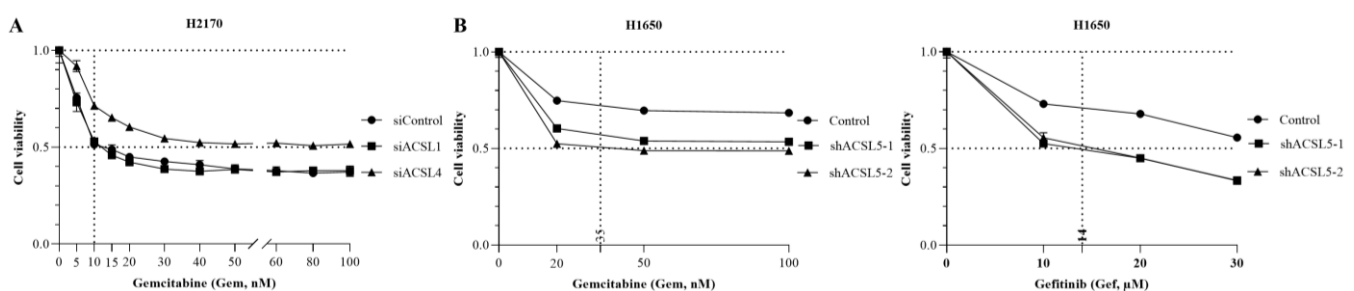 A
H2170
Cell viability
1.0
0.5
0.0
0 5 10 15 20 30 40 50 60 80 100
Gemcitabine (Gem, nM)
siControl
siACSL1
siACSL4
B
H1650
Cell viability
1.0
0.5
0.0
0 20 35 50 100
Gemcitabine (Gem, nM)
Control
shACSL5-1
shACSL5-2
H1650
Cell viability
1.0
0.5
0.0
0 10 14 20 30
Gefitinib (Gef, µM)
Control
shACSL5-1
shACSL5-2